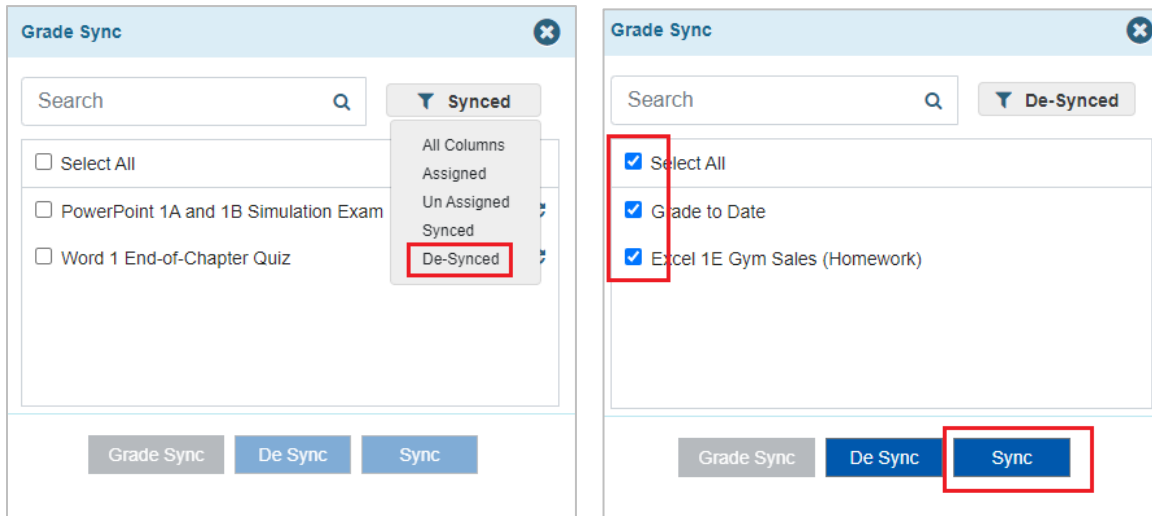 Grade Sync
Search
Synced
All Columns
Assigned
Un Assigned
Synced
De-Synced
Select All
PowerPoint 1A and 1B Simulation Exam
Word 1 End-of-Chapter Quiz
Grade Sync
De Sync
Sync
Grade Sync
Search
De-Synced
Select All
Grade to Date
Excel 1E Gym Sales (Homework)
Grade Sync
De Sync
Sync